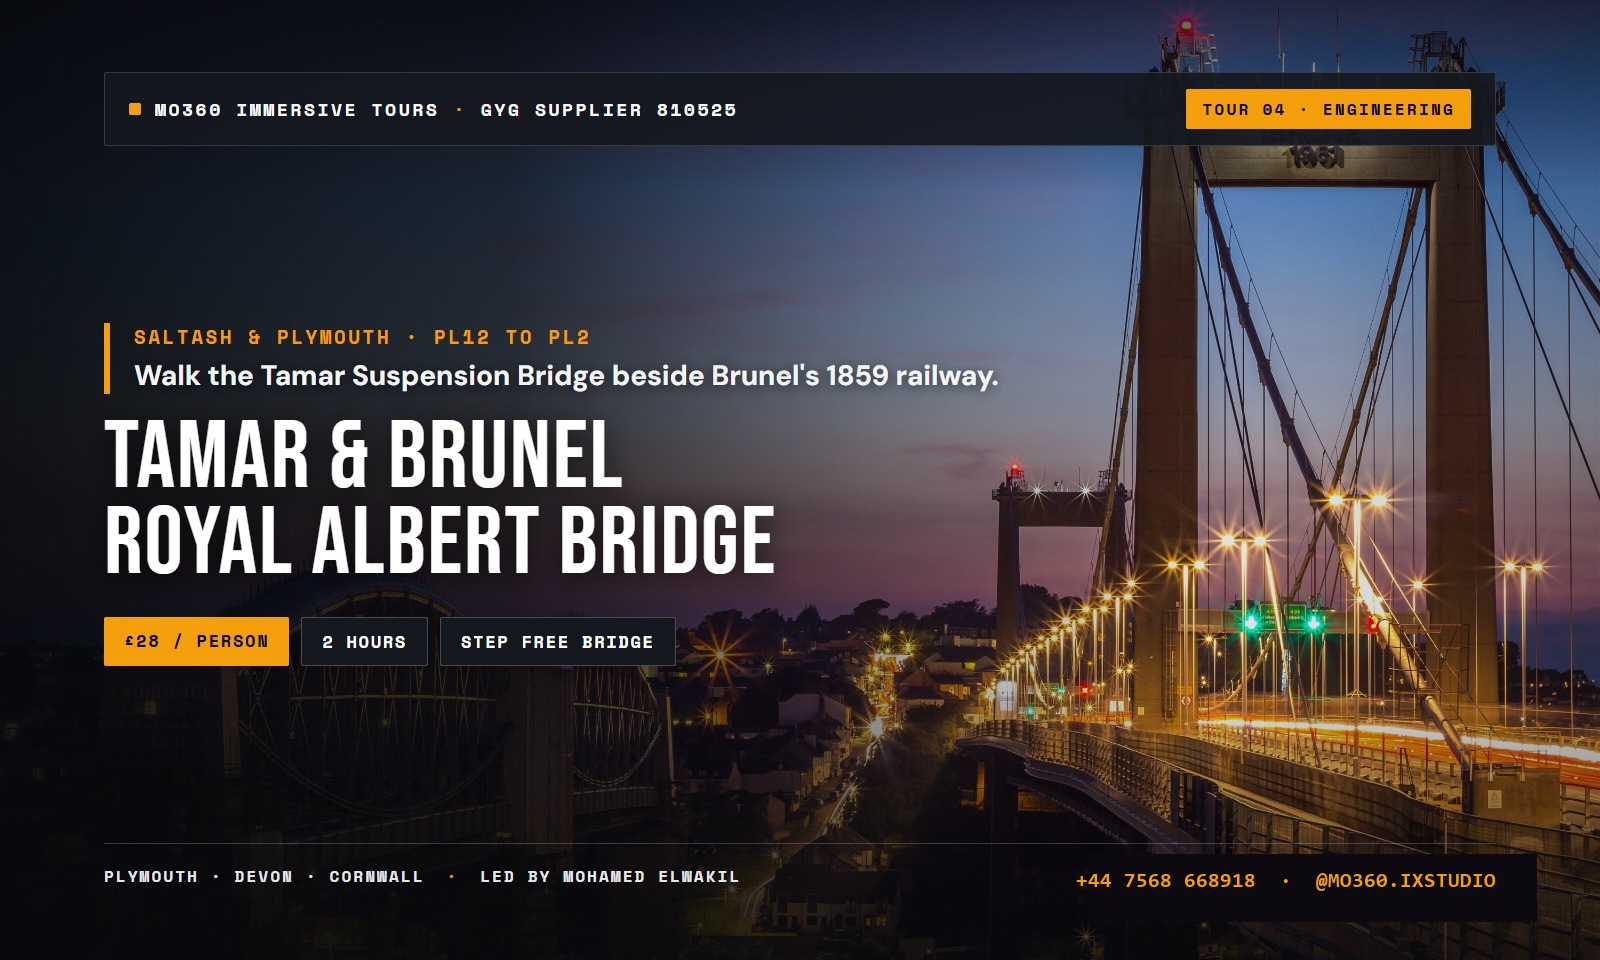 MO360 IMMERSIVE TOURS · GYG SUPPLIER 810525
TOUR 04 · ENGINEERING
1961
SALTASH & PLYMOUTH · PL12 TO PL2
Walk the Tamar Suspension Bridge beside Brunel's 1859 railway.
TAMAR & BRUNEL
ROYAL ALBERT BRIDGE
£28 / PERSON
2 HOURS
STEP FREE BRIDGE
PLYMOUTH · DEVON · CORNWALL · LED BY MOHAMED ELWAKIL
+44 7568 668918 · @MO360.IXSTUDIO